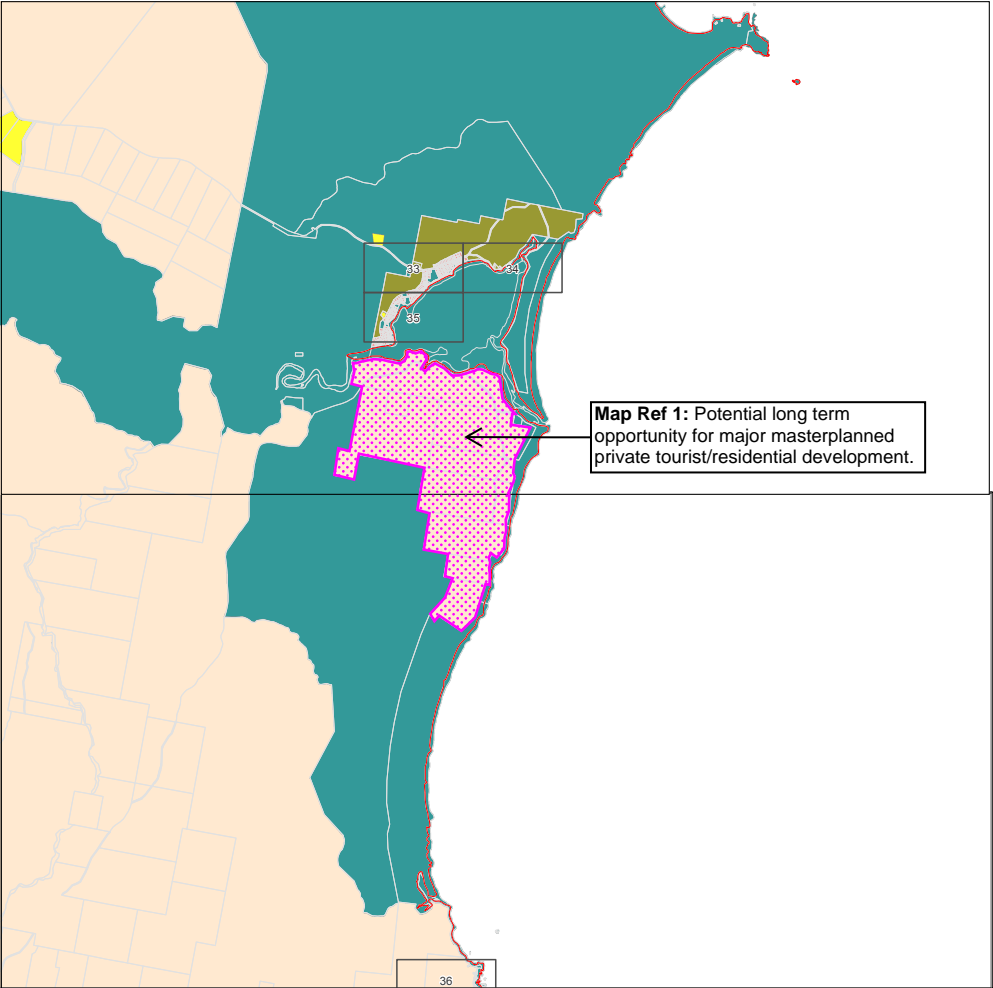 33
34
35
Map Ref 1: Potential long term
opportunity for major masterplanned
private tourist/residential development.
36